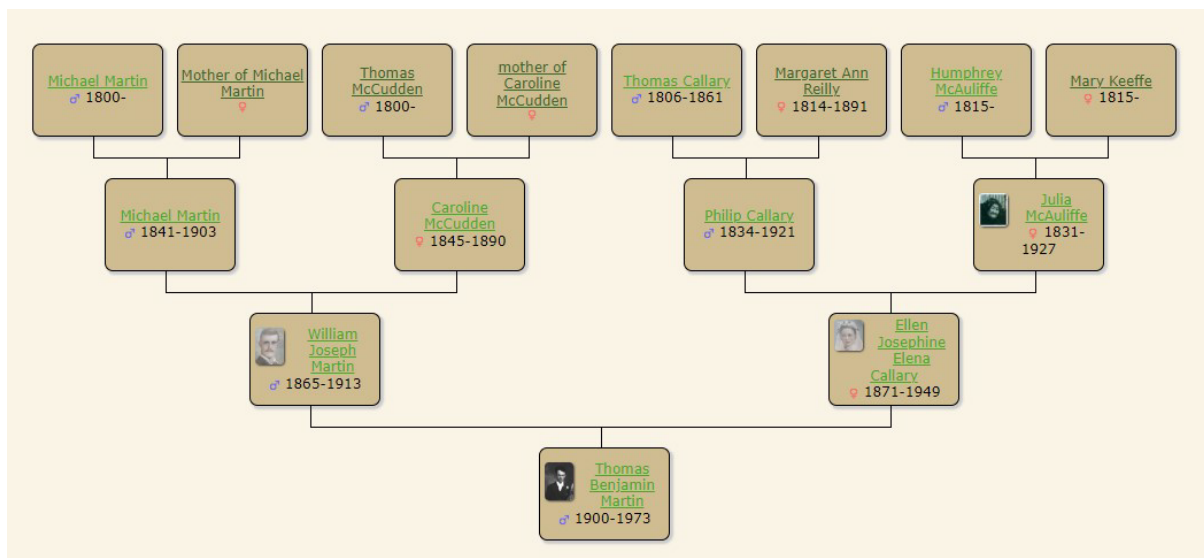 Michael Martin
♂ 1800-
Mother of Michael
Martin
♀
Thomas
McCudden
♂ 1800-
mother of
Caroline
McCudden
♀
Thomas Callary
♂ 1806-1861
Margaret Ann
Reilly
♀ 1814-1891
Humphrey
McAuliffe
♂ 1815-
Mary Keeffe
♀ 1815-
Michael Martin
♂ 1841-1903
Caroline
McCudden
♀ 1845-1890
Philip Callary
♂ 1834-1921
Julia
McAuliffe
♀ 1831-
1927
William
Joseph
Martin
♂ 1865-1913
Ellen
Josephine
Elena
Callary
♀ 1871-1949
Thomas
Benjamin
Martin
♂ 1900-1973